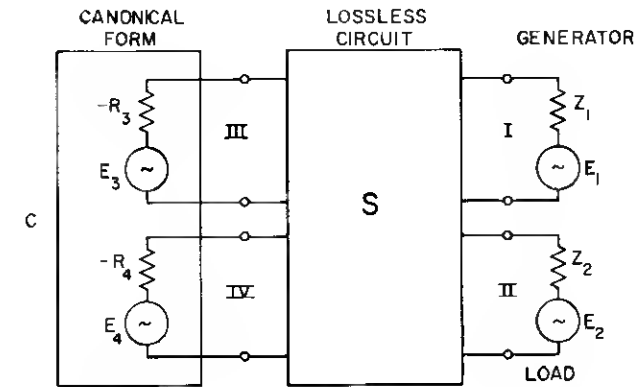 CANONICAL FORM
LOSSLESS CIRCUIT
GENERATOR
-R3
III
I
Z1
E3
~
~
E1
C
S
-R4
IV
II
Z2
E4
~
~
E2
LOAD